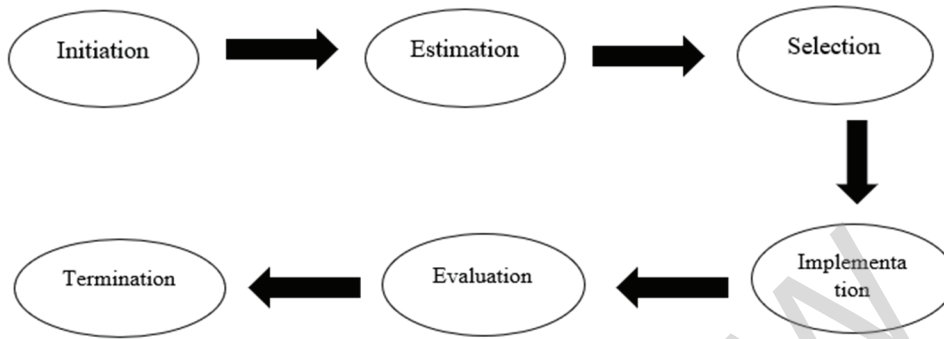 Initiation
Estimation
Selection
Implementa
tion
Evaluation
Termination